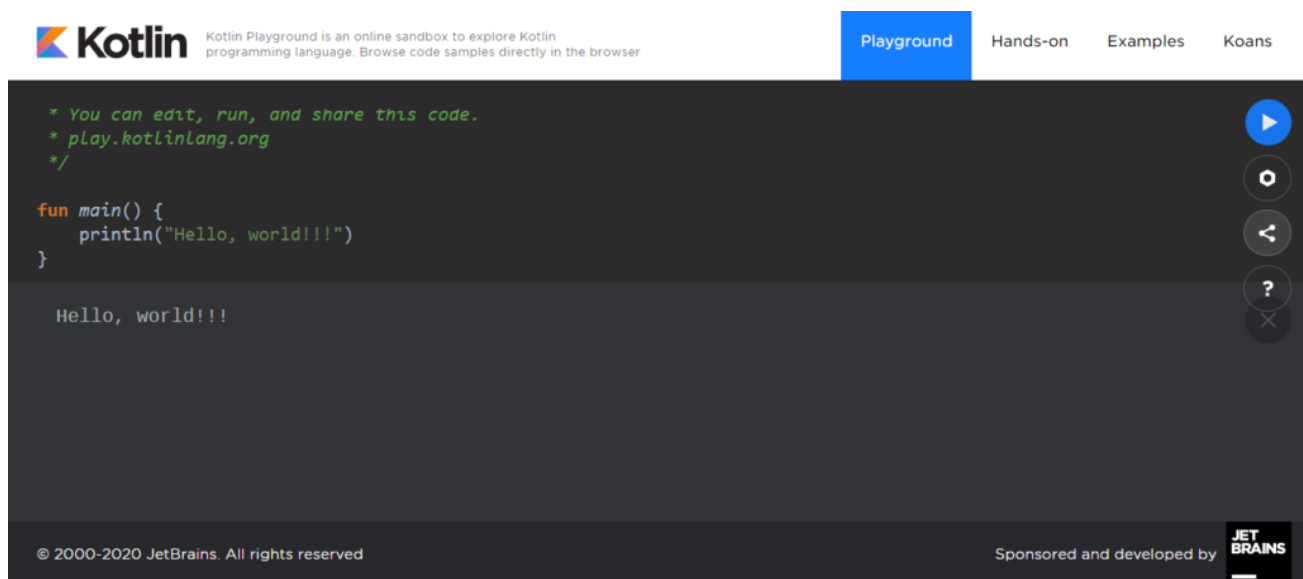 Kotlin
Kotlin Playground is an online sandbox to explore Kotlin
programming language. Browse code samples directly in the browser
Playground Hands-on Examples Koans
* You can edit, run, and share this code.
* play.kotlinlang.org
*/
fun main() {
println("Hello, world!!!")
}
?
Hello, world!!!
© 2000-2020 JetBrains. All rights reserved
Sponsored and developed by
JET
BRAINS